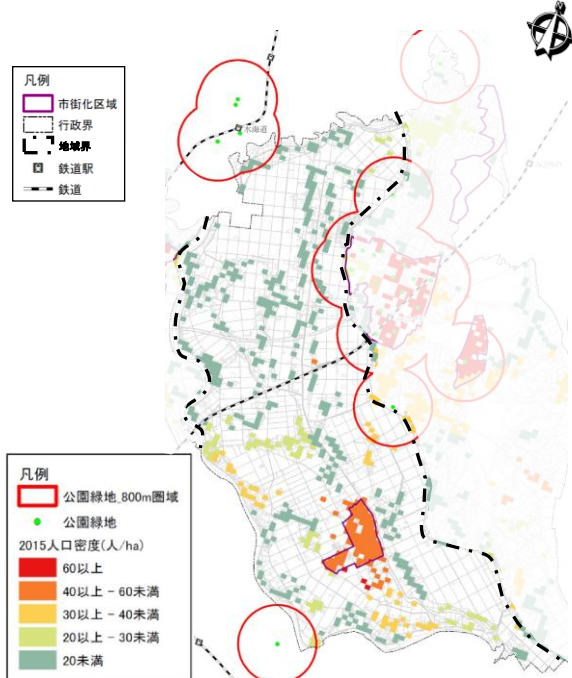 凡例
市街化区域
行政界
地域界
鉄道駅
鉄道
水海道
凡例
公園緑地_800m圏域
公園緑地
2015人口密度(人/ha)
60以上
40以上 - 60未満
30以上 - 40未満
20以上 - 30未満
20未満